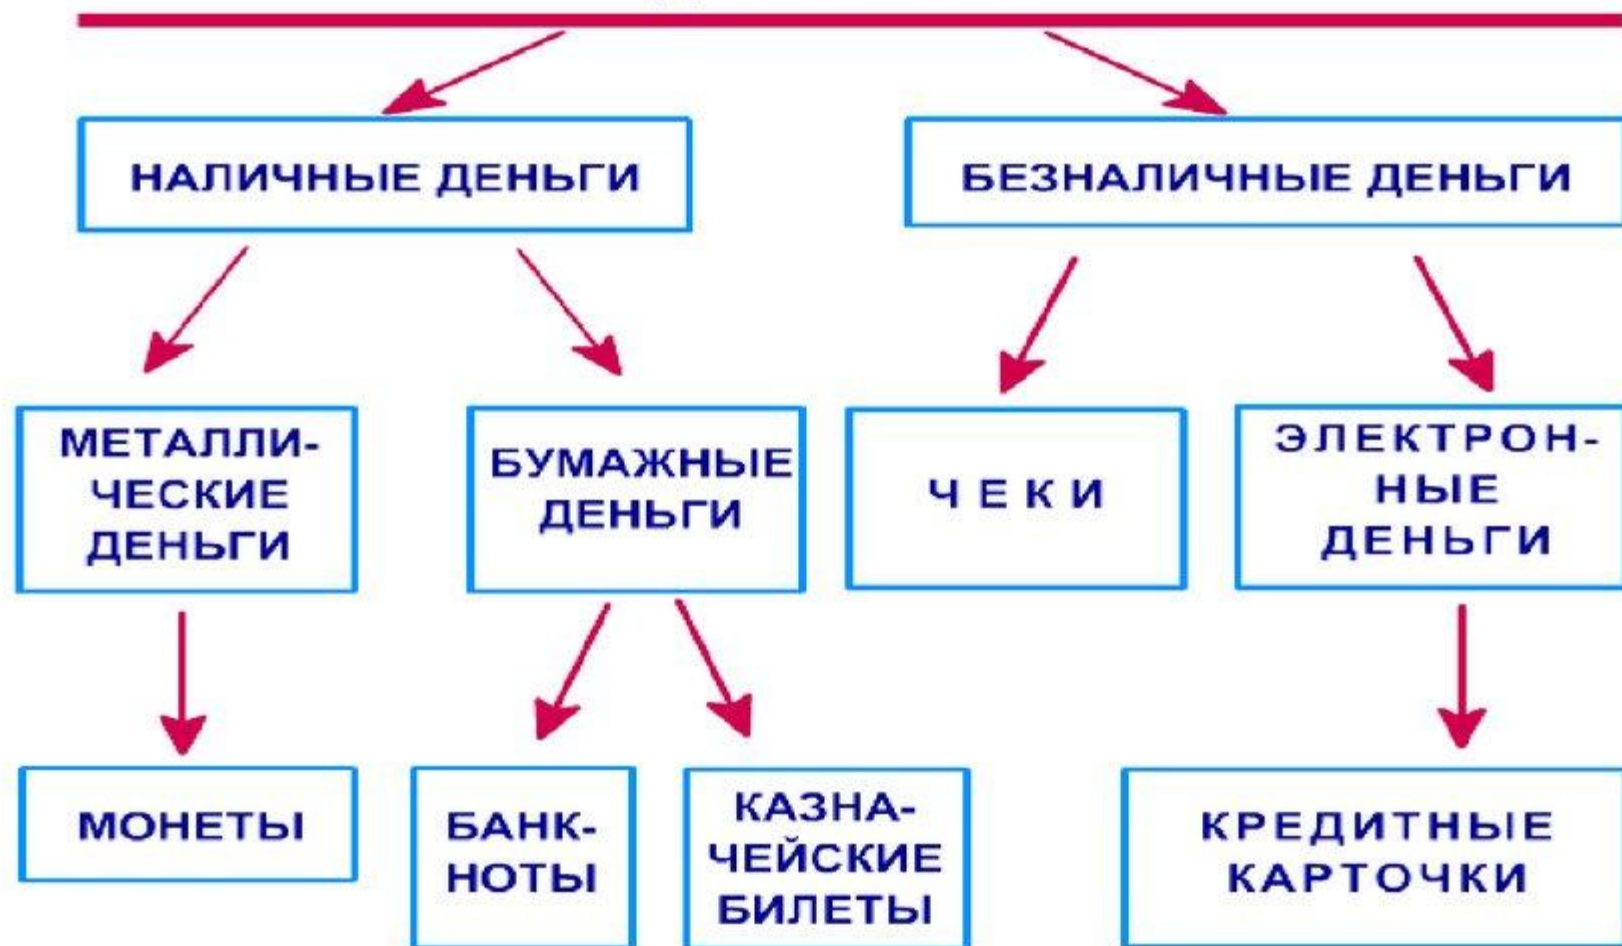 НАЛИЧНЫЕ ДЕНЬГИ
БЕЗНАЛИЧНЫЕ ДЕНЬГИ
МЕТАЛЛИ-
ЧЕСКИЕ
ДЕНЬГИ
БУМАЖНЫЕ
ДЕНЬГИ
ЧЕКИ
ЭЛЕКТРОН-
НЫЕ
ДЕНЬГИ
МОНЕТЫ
БАНК-
НОТЫ
КАЗНА-
ЧЕЙСКИЕ
БИЛЕТЫ
КРЕДИТНЫЕ
КАРТОЧКИ